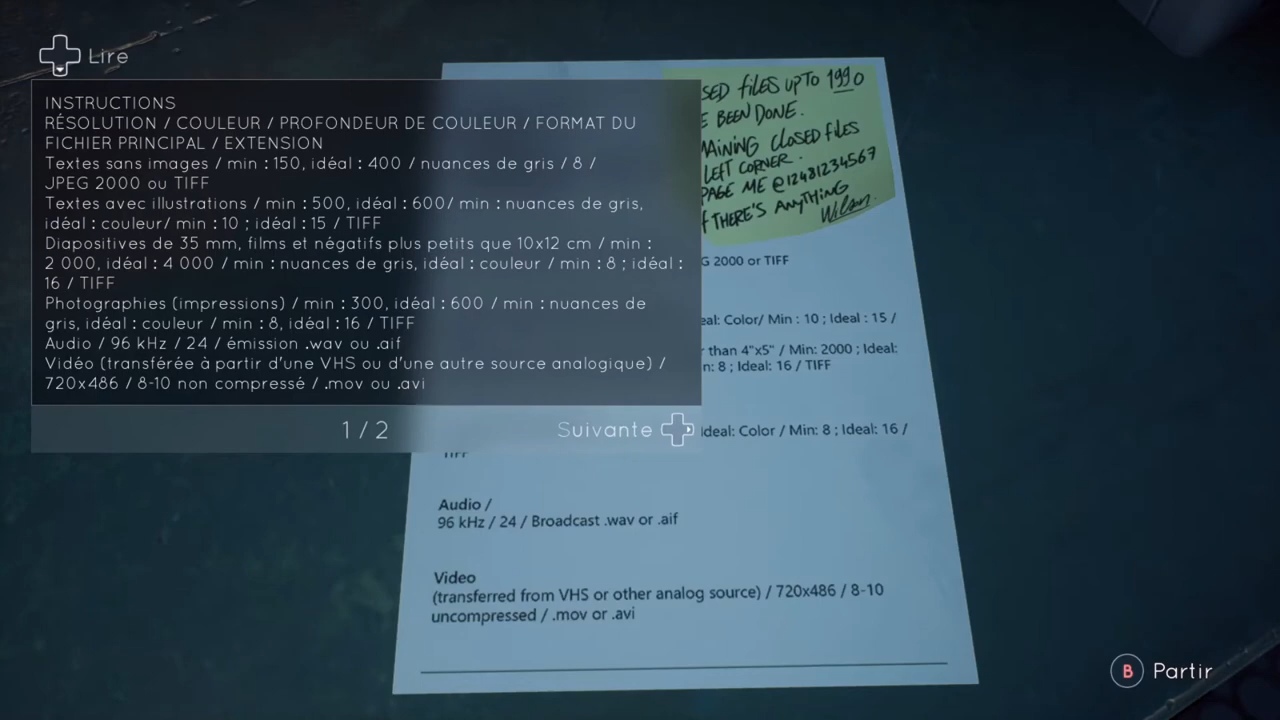 Lire
INSTRUCTIONS
RÉSOLUTION / COULEUR / PROFONDEUR DE COULEUR / FORMAT DU
FICHIER PRINCIPAL / EXTENSION
Textes sans images / min : 150, idéal : 400 / nuances de gris / 8 /
JPEG 2000 ou TIFF
Textes avec illustrations / min : 500, idéal : 600/ min : nuances de gris,
idéal : couleur/ min : 10 ; idéal : 15 / TIFF
Diapositives de 35 mm, films et négatifs plus petits que 10x12 cm / min :
2 000, idéal : 4 000 / min : nuances de gris, idéal : couleur / min : 8 ; idéal :
16 / TIFF
Photographies (impressions) / min : 300, idéal : 600 / min : nuances de
gris, idéal : couleur / min : 8, idéal : 16 / TIFF
Audio / 96 kHz / 24 / émission .wav ou .aif
Vidéo (transférée à partir d'une VHS ou d'une autre source analogique) /
720x486 / 8-10 non compressé / .mov ou .avi
1 / 2
Suivante
SED FILES UP TO 1990
E BEEN DONE.
MAINING CLOSED FILES
LEFT CORNER.
PAGE ME @12481234567
F THERE'S ANYTHING
Wilson
G 2000 or TIFF
eal: Color/ Min : 10 ; Ideal : 15 /
r than 4"x5" / Min: 2000 ; Ideal:
n: 8 ; Ideal: 16 / TIFF
Ideal: Color / Min: 8 ; Ideal: 16 /
TIFF
Audio /
96 kHz / 24 / Broadcast .wav or .aif
Video
(transferred from VHS or other analog source) / 720x486 / 8-10
uncompressed / .mov or .avi
B Partir